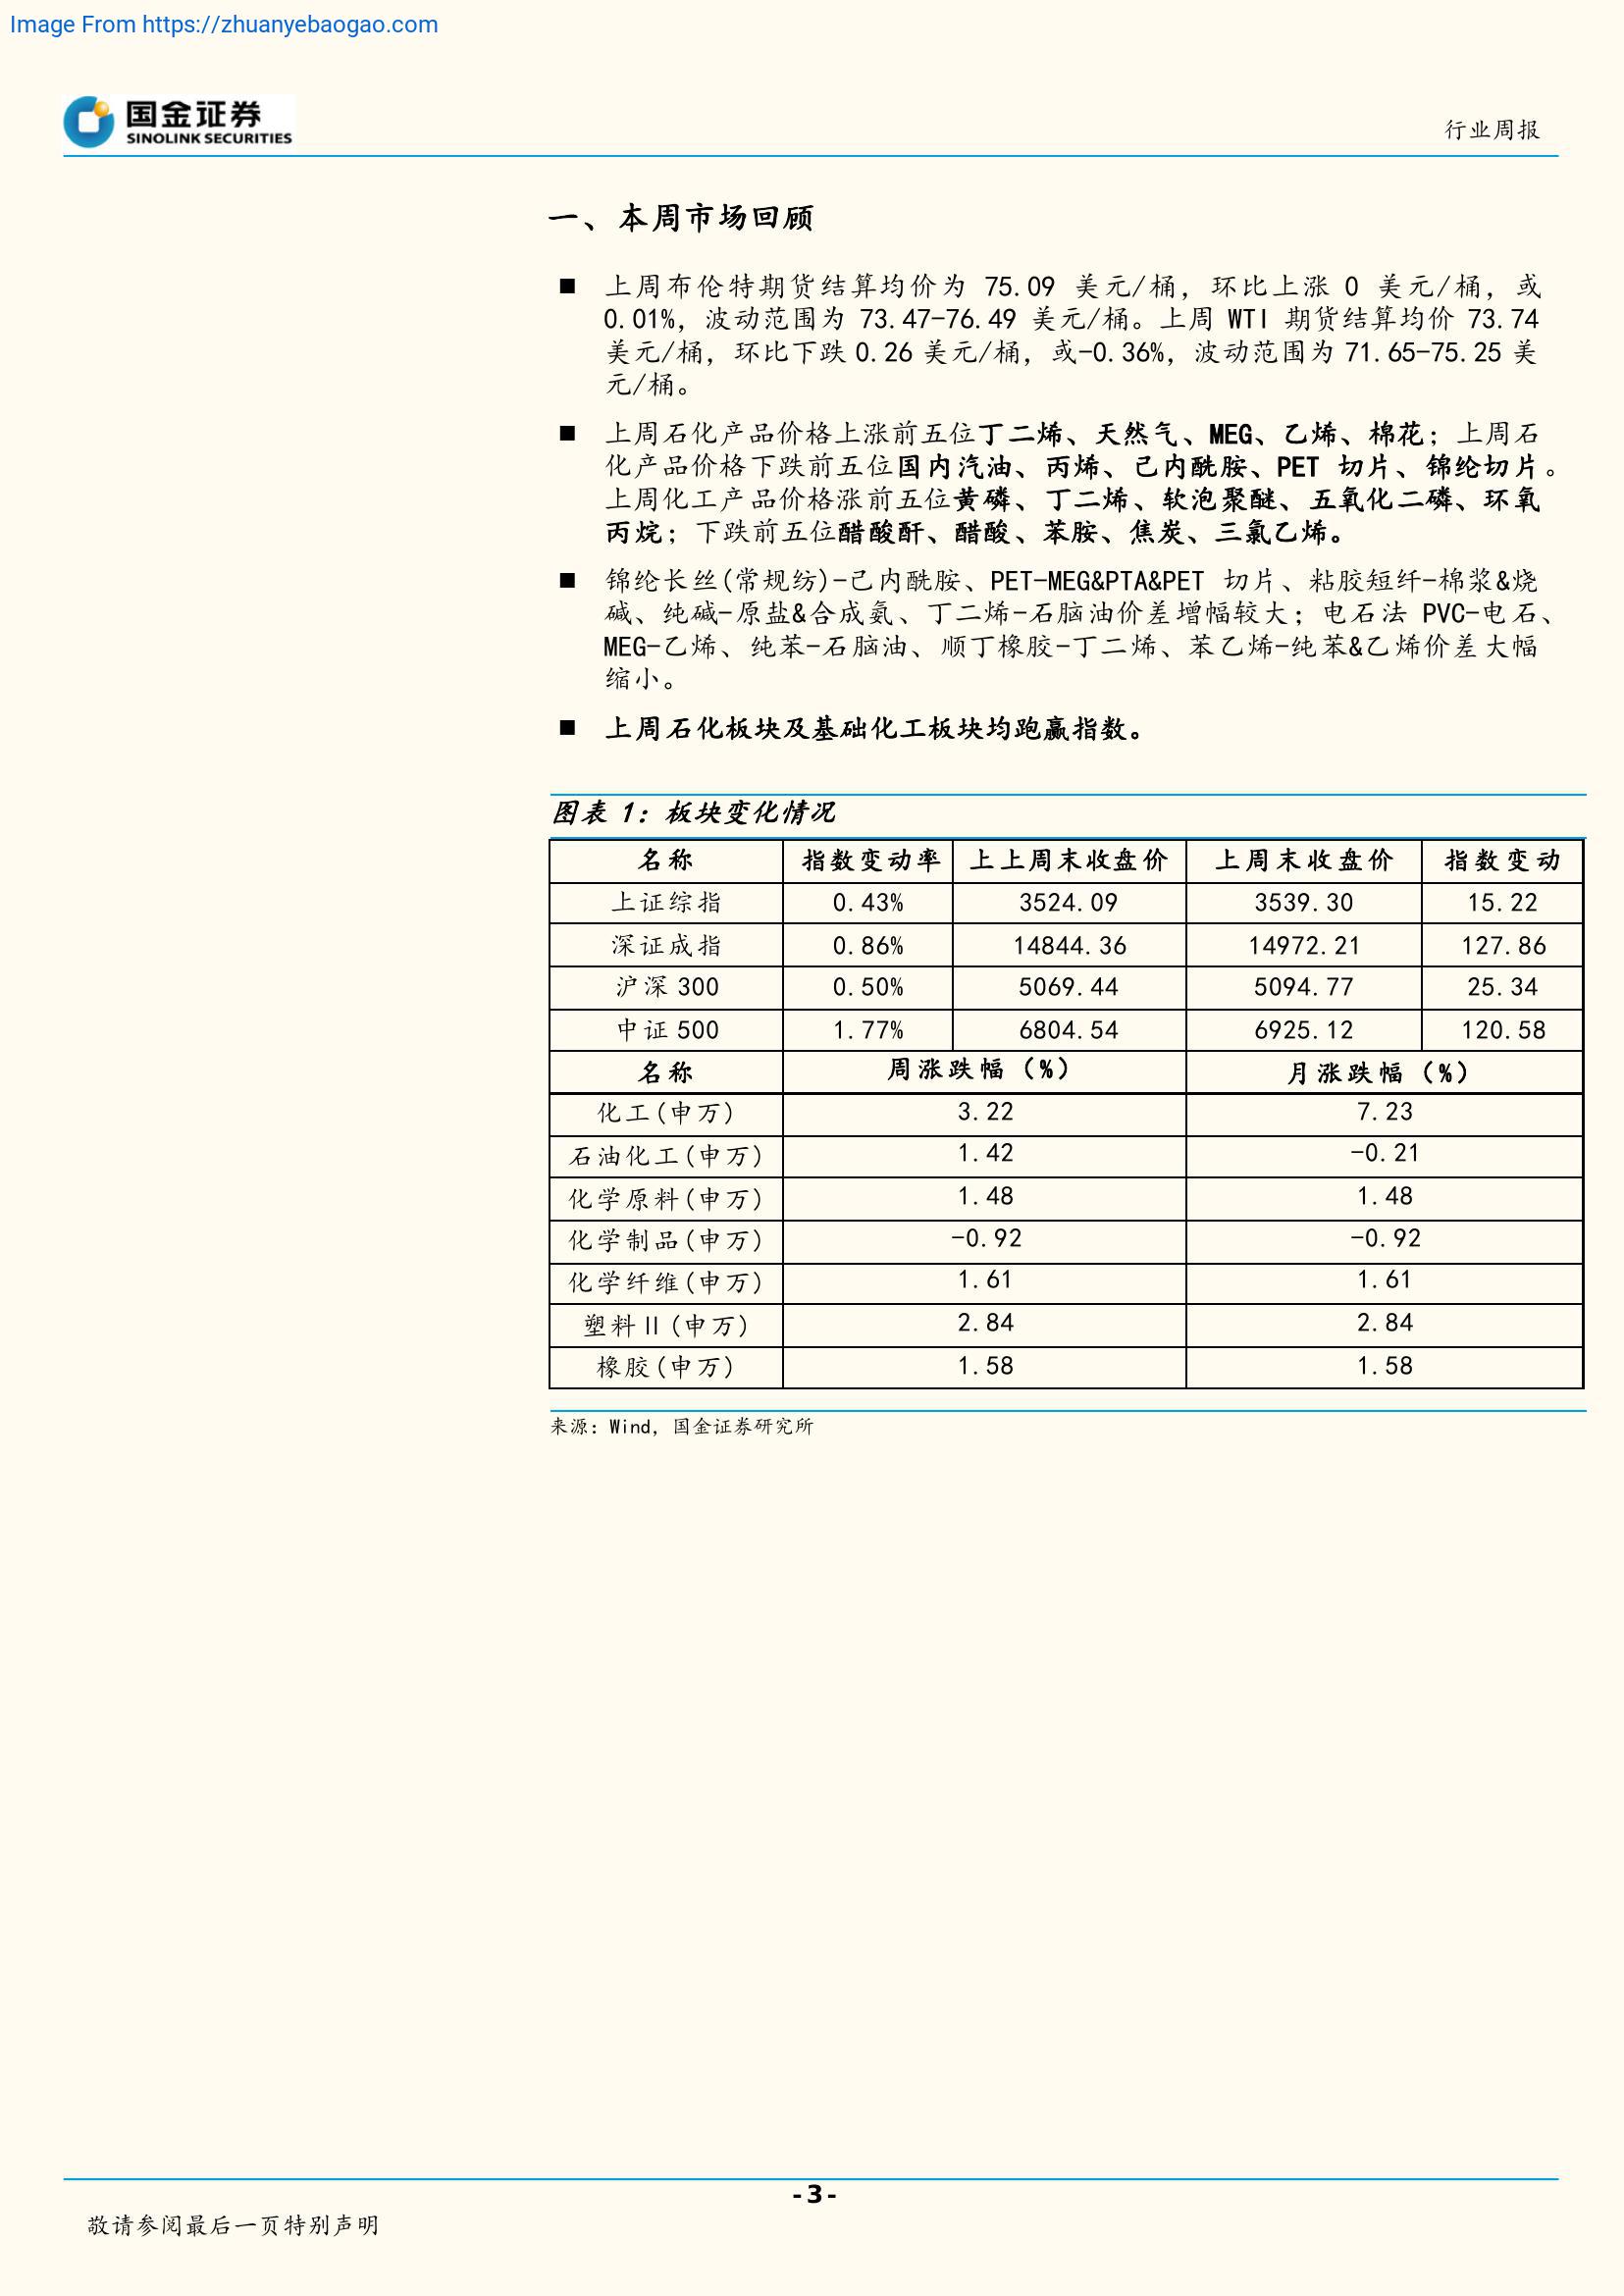 Image From https://zhuanyebaogao.com
国金证券
SINOLINK SECURITIES
行业周报
一、本周市场回顾
■ 上周布伦特期货结算均价为 75.09 美元/桶，环比上涨 0 美元/桶，或
0.01%，波动范围为 73.47-76.49 美元/桶。上周 WTI 期货结算均价 73.74
美元/桶，环比下跌 0.26 美元/桶，或-0.36%，波动范围为 71.65-75.25 美
元/桶。
■ 上周石化产品价格上涨前五位丁二烯、天然气、MEG、乙烯、棉花；上周石
化产品价格下跌前五位国内汽油、丙烯、己内酰胺、PET 切片、锦纶切片。
上周化工产品价格涨前五位黄磷、丁二烯、软泡聚醚、五氧化二磷、环氧
丙烷；下跌前五位醋酸酐、醋酸、苯胺、焦炭、三氯乙烯。
■ 锦纶长丝(常规纺)-己内酰胺、PET-MEG&PTA&PET 切片、粘胶短纤-棉浆&烧
碱、纯碱-原盐&合成氨、丁二烯-石脑油价差增幅较大；电石法 PVC-电石、
MEG-乙烯、纯苯-石脑油、顺丁橡胶-丁二烯、苯乙烯-纯苯&乙烯价差大幅
缩小。
■ 上周石化板块及基础化工板块均跑赢指数。
图表 1：板块变化情况
名称 指数变动率 上上周末收盘价 上周末收盘价 指数变动
上证综指 0.43% 3524.09 3539.30 15.22
深证成指 0.86% 14844.36 14972.21 127.86
沪深 300 0.50% 5069.44 5094.77 25.34
中证 500 1.77% 6804.54 6925.12 120.58
名称 周涨跌幅（%） 月涨跌幅（%）
化工(申万) 3.22 7.23
石油化工(申万) 1.42 -0.21
化学原料(申万) 1.48 1.48
化学制品(申万) -0.92 -0.92
化学纤维(申万) 1.61 1.61
塑料Ⅱ(申万) 2.84 2.84
橡胶(申万) 1.58 1.58
来源：Wind，国金证券研究所
- 3 -
敬请参阅最后一页特别声明